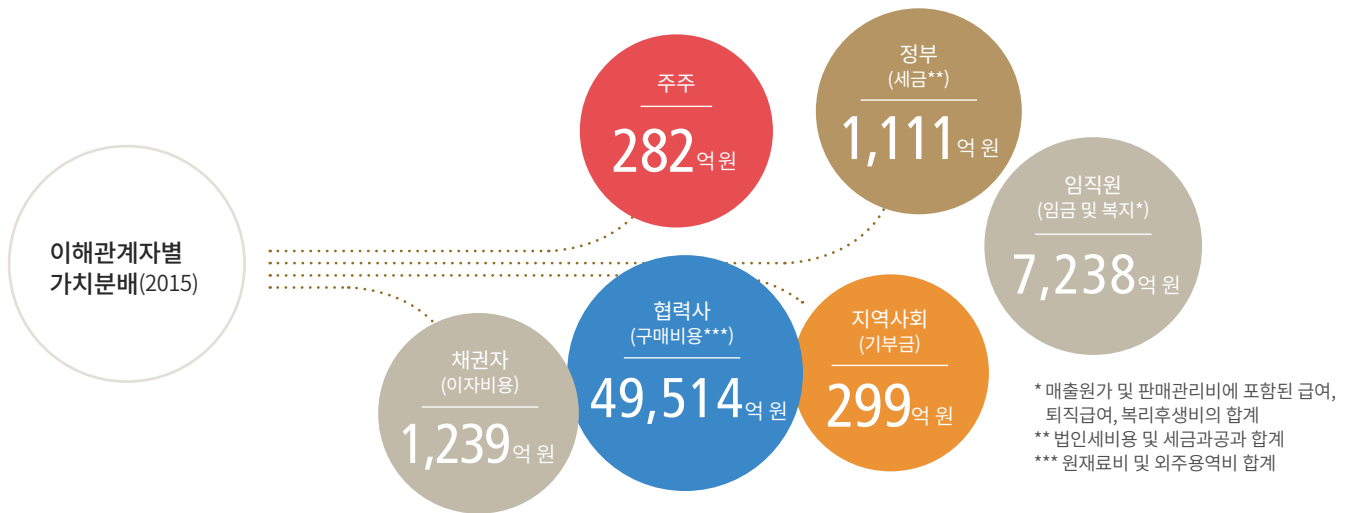 이해관계자별
가치분배(2015)
주주
282억 원
정부
(세금**)
1,111억 원
임직원
(임금 및 복지*)
7,238억 원
채권자
(이자비용)
1,239억 원
협력사
(구매비용***)
49,514억 원
지역사회
(기부금)
299억 원
* 매출원가 및 판매관리비에 포함된 급여,
퇴직급여, 복리후생비의 합계
** 법인세비용 및 세금과공과 합계
*** 원재료비 및 외주용역비 합계